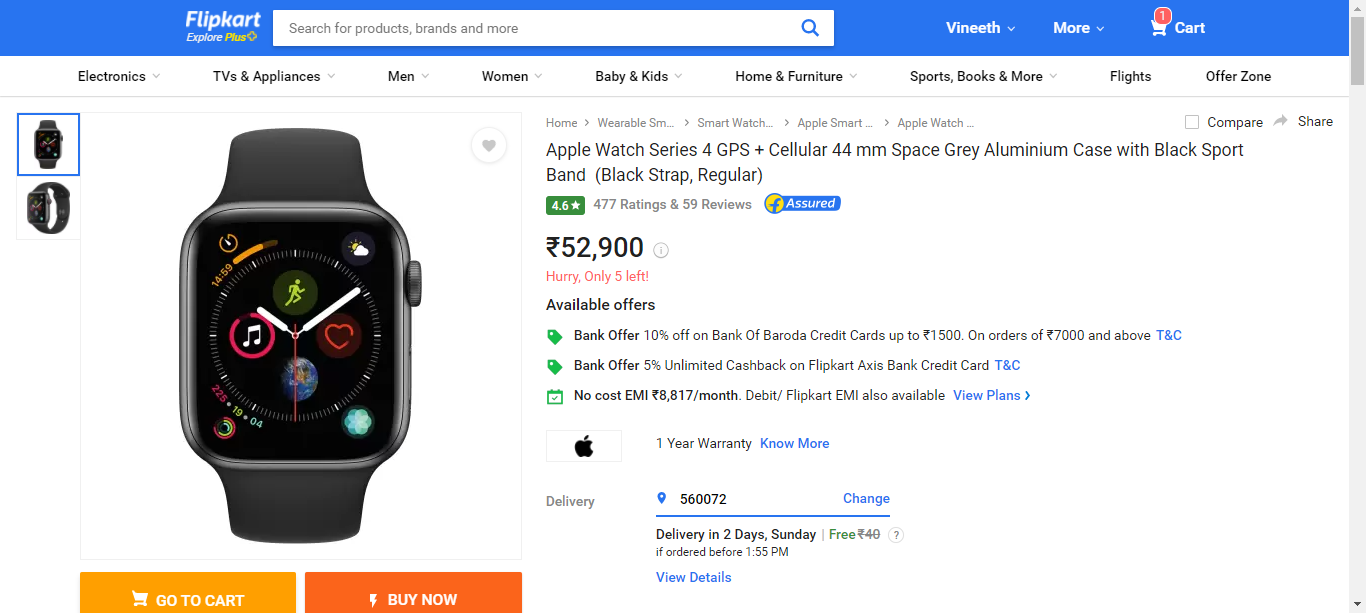 Flipkart
Explore Plus
Search for products, brands and more
Vineeth
More
1
Cart
Electronics
TVs & Appliances
Men
Women
Baby & Kids
Home & Furniture
Sports, Books & More
Flights
Offer Zone
Home > Wearable Sm... > Smart Watch... > Apple Smart ... > Apple Watch ...
Compare
Share
Apple Watch Series 4 GPS + Cellular 44 mm Space Grey Aluminium Case with Black Sport
Band (Black Strap, Regular)
4.6★ 477 Ratings & 59 Reviews
Assured
₹52,900
Hurry, Only 5 left!
Available offers
Bank Offer 10% off on Bank Of Baroda Credit Cards up to ₹1500. On orders of ₹7000 and above T&C
Bank Offer 5% Unlimited Cashback on Flipkart Axis Bank Credit Card T&C
No cost EMI ₹8,817/month. Debit/ Flipkart EMI also available View Plans >
1 Year Warranty Know More
Delivery
560072
Change
Delivery in 2 Days, Sunday | Free ₹40 ?
if ordered before 1:55 PM
View Details
14:59
225•19•04
GO TO CART
BUY NOW